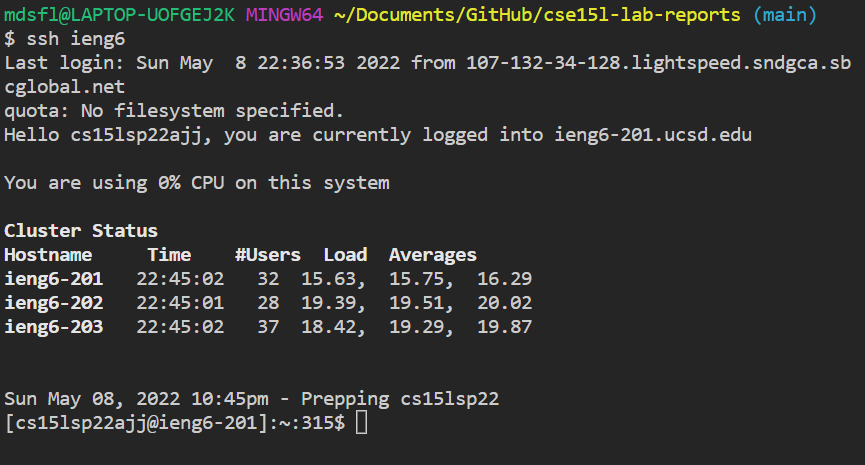 mdsfl@LAPTOP-UOFGEJ2K MINGW64 ~/Documents/GitHub/cse15l-lab-reports (main)
$ ssh ieng6
Last login: Sun May  8 22:36:53 2022 from 107-132-34-128.lightspeed.sndgca.sb
cglobal.net
quota: No filesystem specified.
Hello cs15lsp22ajj, you are currently logged into ieng6-201.ucsd.edu
You are using 0% CPU on this system
Cluster Status
Hostname     Time    #Users  Load  Averages
ieng6-201   22:45:02   32  15.63,  15.75,  16.29
ieng6-202   22:45:01   28  19.39,  19.51,  20.02
ieng6-203   22:45:02   37  18.42,  19.29,  19.87
Sun May 08, 2022 10:45pm - Prepping cs15lsp22
[cs15lsp22ajj@ieng6-201]:~:315$